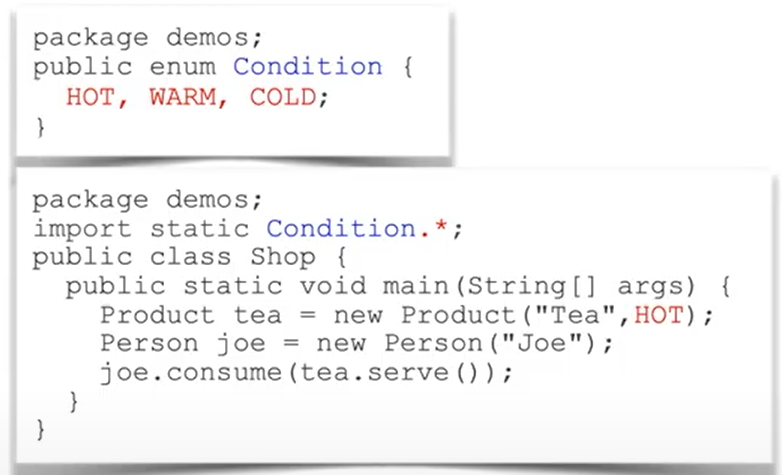 package demos;
public enum Condition {
  HOT, WARM, COLD;
}
package demos;
import static Condition.*;
public class Shop {
  public static void main(String[] args) {
    Product tea = new Product("Tea",HOT);
    Person joe = new Person("Joe");
    joe.consume(tea.serve());
  }
}